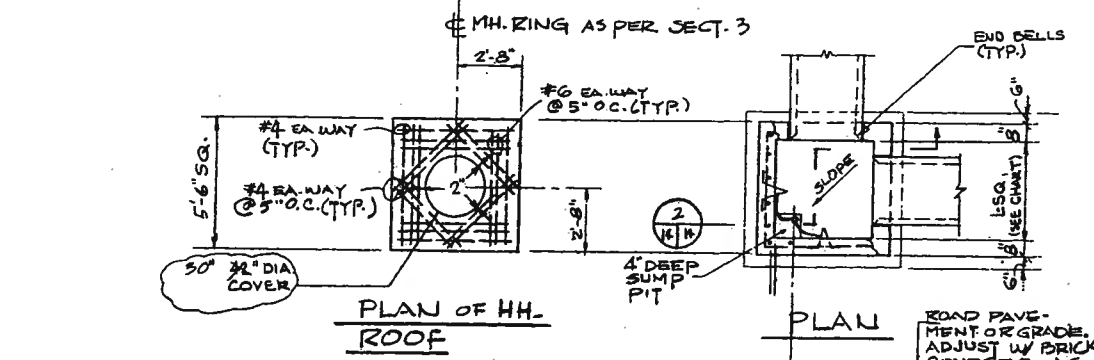 ℄ MH. RING AS PER SECT. 3
2'-8"
#6 EA. WAY
@ 5" O.C. (TYP.)
#4 EA WAY
(TYP.)
5'-6" SQ.
#4 EA. WAY
@ 5" O.C. (TYP.)
2"
2'-8"
30" DIA
COVER
PLAN OF HH.
ROOF
END BELLS
(TYP.)
6"
8"
SLOPE
L SQ.
(SEE CHART)
2
4" DEEP
SUMP
PIT
8"
6"
PLAN
ROAD PAVE-
MENT OR GRADE.
ADJUST W/ BRICK